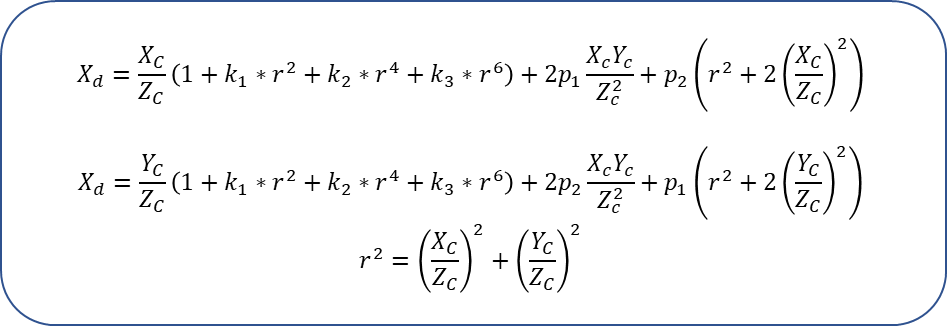 X_d = \frac{X_C}{Z_C} (1 + k_1 * r^2 + k_2 * r^4 + k_3 * r^6) + 2p_1 \frac{X_c Y_c}{Z_c^2} + p_2 \left( r^2 + 2 \left( \frac{X_C}{Z_C} \right)^2 \right)
X_d = \frac{Y_C}{Z_C} (1 + k_1 * r^2 + k_2 * r^4 + k_3 * r^6) + 2p_2 \frac{X_c Y_c}{Z_c^2} + p_1 \left( r^2 + 2 \left( \frac{Y_C}{Z_C} \right)^2 \right)
r^2 = \left( \frac{X_C}{Z_C} \right)^2 + \left( \frac{Y_C}{Z_C} \right)^2